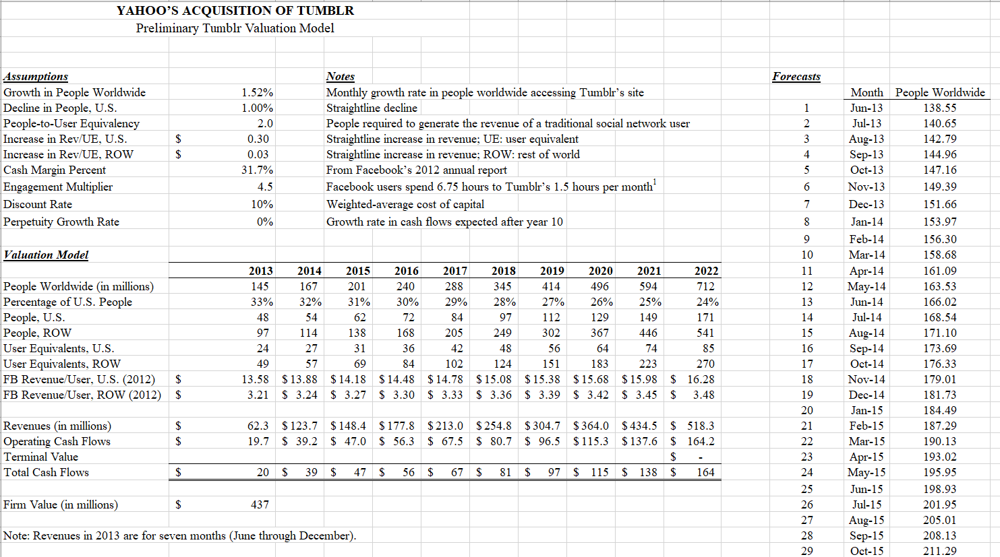 YAHOO’S ACQUISITION OF TUMBLR
Preliminary Tumblr Valuation Model
Assumptions Notes
Growth in People Worldwide 1.52% Monthly growth rate in people worldwide accessing Tumblr’s site
Decline in People, U.S. 1.00% Straightline decline
People-to-User Equivalency 2.0 People required to generate the revenue of a traditional social network user
Increase in Rev/UE, U.S. $ 0.30 Straightline increase in revenue; UE: user equivalent
Increase in Rev/UE, ROW $ 0.03 Straightline increase in revenue; ROW: rest of world
Cash Margin Percent 31.7% From Facebook’s 2012 annual report
Engagement Multiplier 4.5 Facebook users spend 6.75 hours to Tumblr’s 1.5 hours per month1
Discount Rate 10% Weighted-average cost of capital
Perpetuity Growth Rate 0% Growth rate in cash flows expected after year 10
Valuation Model
2013 2014 2015 2016 2017 2018 2019 2020 2021 2022
People Worldwide (in millions) 145 167 201 240 288 345 414 496 594 712
Percentage of U.S. People 33% 32% 31% 30% 29% 28% 27% 26% 25% 24%
People, U.S. 48 54 62 72 84 97 112 129 149 171
People, ROW 97 114 138 168 205 249 302 367 446 541
User Equivalents, U.S. 24 27 31 36 42 48 56 64 74 85
User Equivalents, ROW 49 57 69 84 102 124 151 183 223 270
FB Revenue/User, U.S. (2012) $ 13.58 $ 13.88 $ 14.18 $ 14.48 $ 14.78 $ 15.08 $ 15.38 $ 15.68 $ 15.98 $ 16.28
FB Revenue/User, ROW (2012) $ 3.21 $ 3.24 $ 3.27 $ 3.30 $ 3.33 $ 3.36 $ 3.39 $ 3.42 $ 3.45 $ 3.48
Revenues (in millions) $ 62.3 $ 123.7 $ 148.4 $ 177.8 $ 213.0 $ 254.8 $ 304.7 $ 364.0 $ 434.5 $ 518.3
Operating Cash Flows $ 19.7 $ 39.2 $ 47.0 $ 56.3 $ 67.5 $ 80.7 $ 96.5 $ 115.3 $ 137.6 $ 164.2
Terminal Value $ -
Total Cash Flows $ 20 $ 39 $ 47 $ 56 $ 67 $ 81 $ 97 $ 115 $ 138 $ 164
Firm Value (in millions) $ 437
Note: Revenues in 2013 are for seven months (June through December).
Forecasts
Month People Worldwide
1 Jun-13 138.55
2 Jul-13 140.65
3 Aug-13 142.79
4 Sep-13 144.96
5 Oct-13 147.16
6 Nov-13 149.39
7 Dec-13 151.66
8 Jan-14 153.97
9 Feb-14 156.30
10 Mar-14 158.68
11 Apr-14 161.09
12 May-14 163.53
13 Jun-14 166.02
14 Jul-14 168.54
15 Aug-14 171.10
16 Sep-14 173.69
17 Oct-14 176.33
18 Nov-14 179.01
19 Dec-14 181.73
20 Jan-15 184.49
21 Feb-15 187.29
22 Mar-15 190.13
23 Apr-15 193.02
24 May-15 195.95
25 Jun-15 198.93
26 Jul-15 201.95
27 Aug-15 205.01
28 Sep-15 208.13
29 Oct-15 211.29